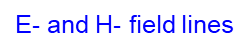 E- and H- field lines